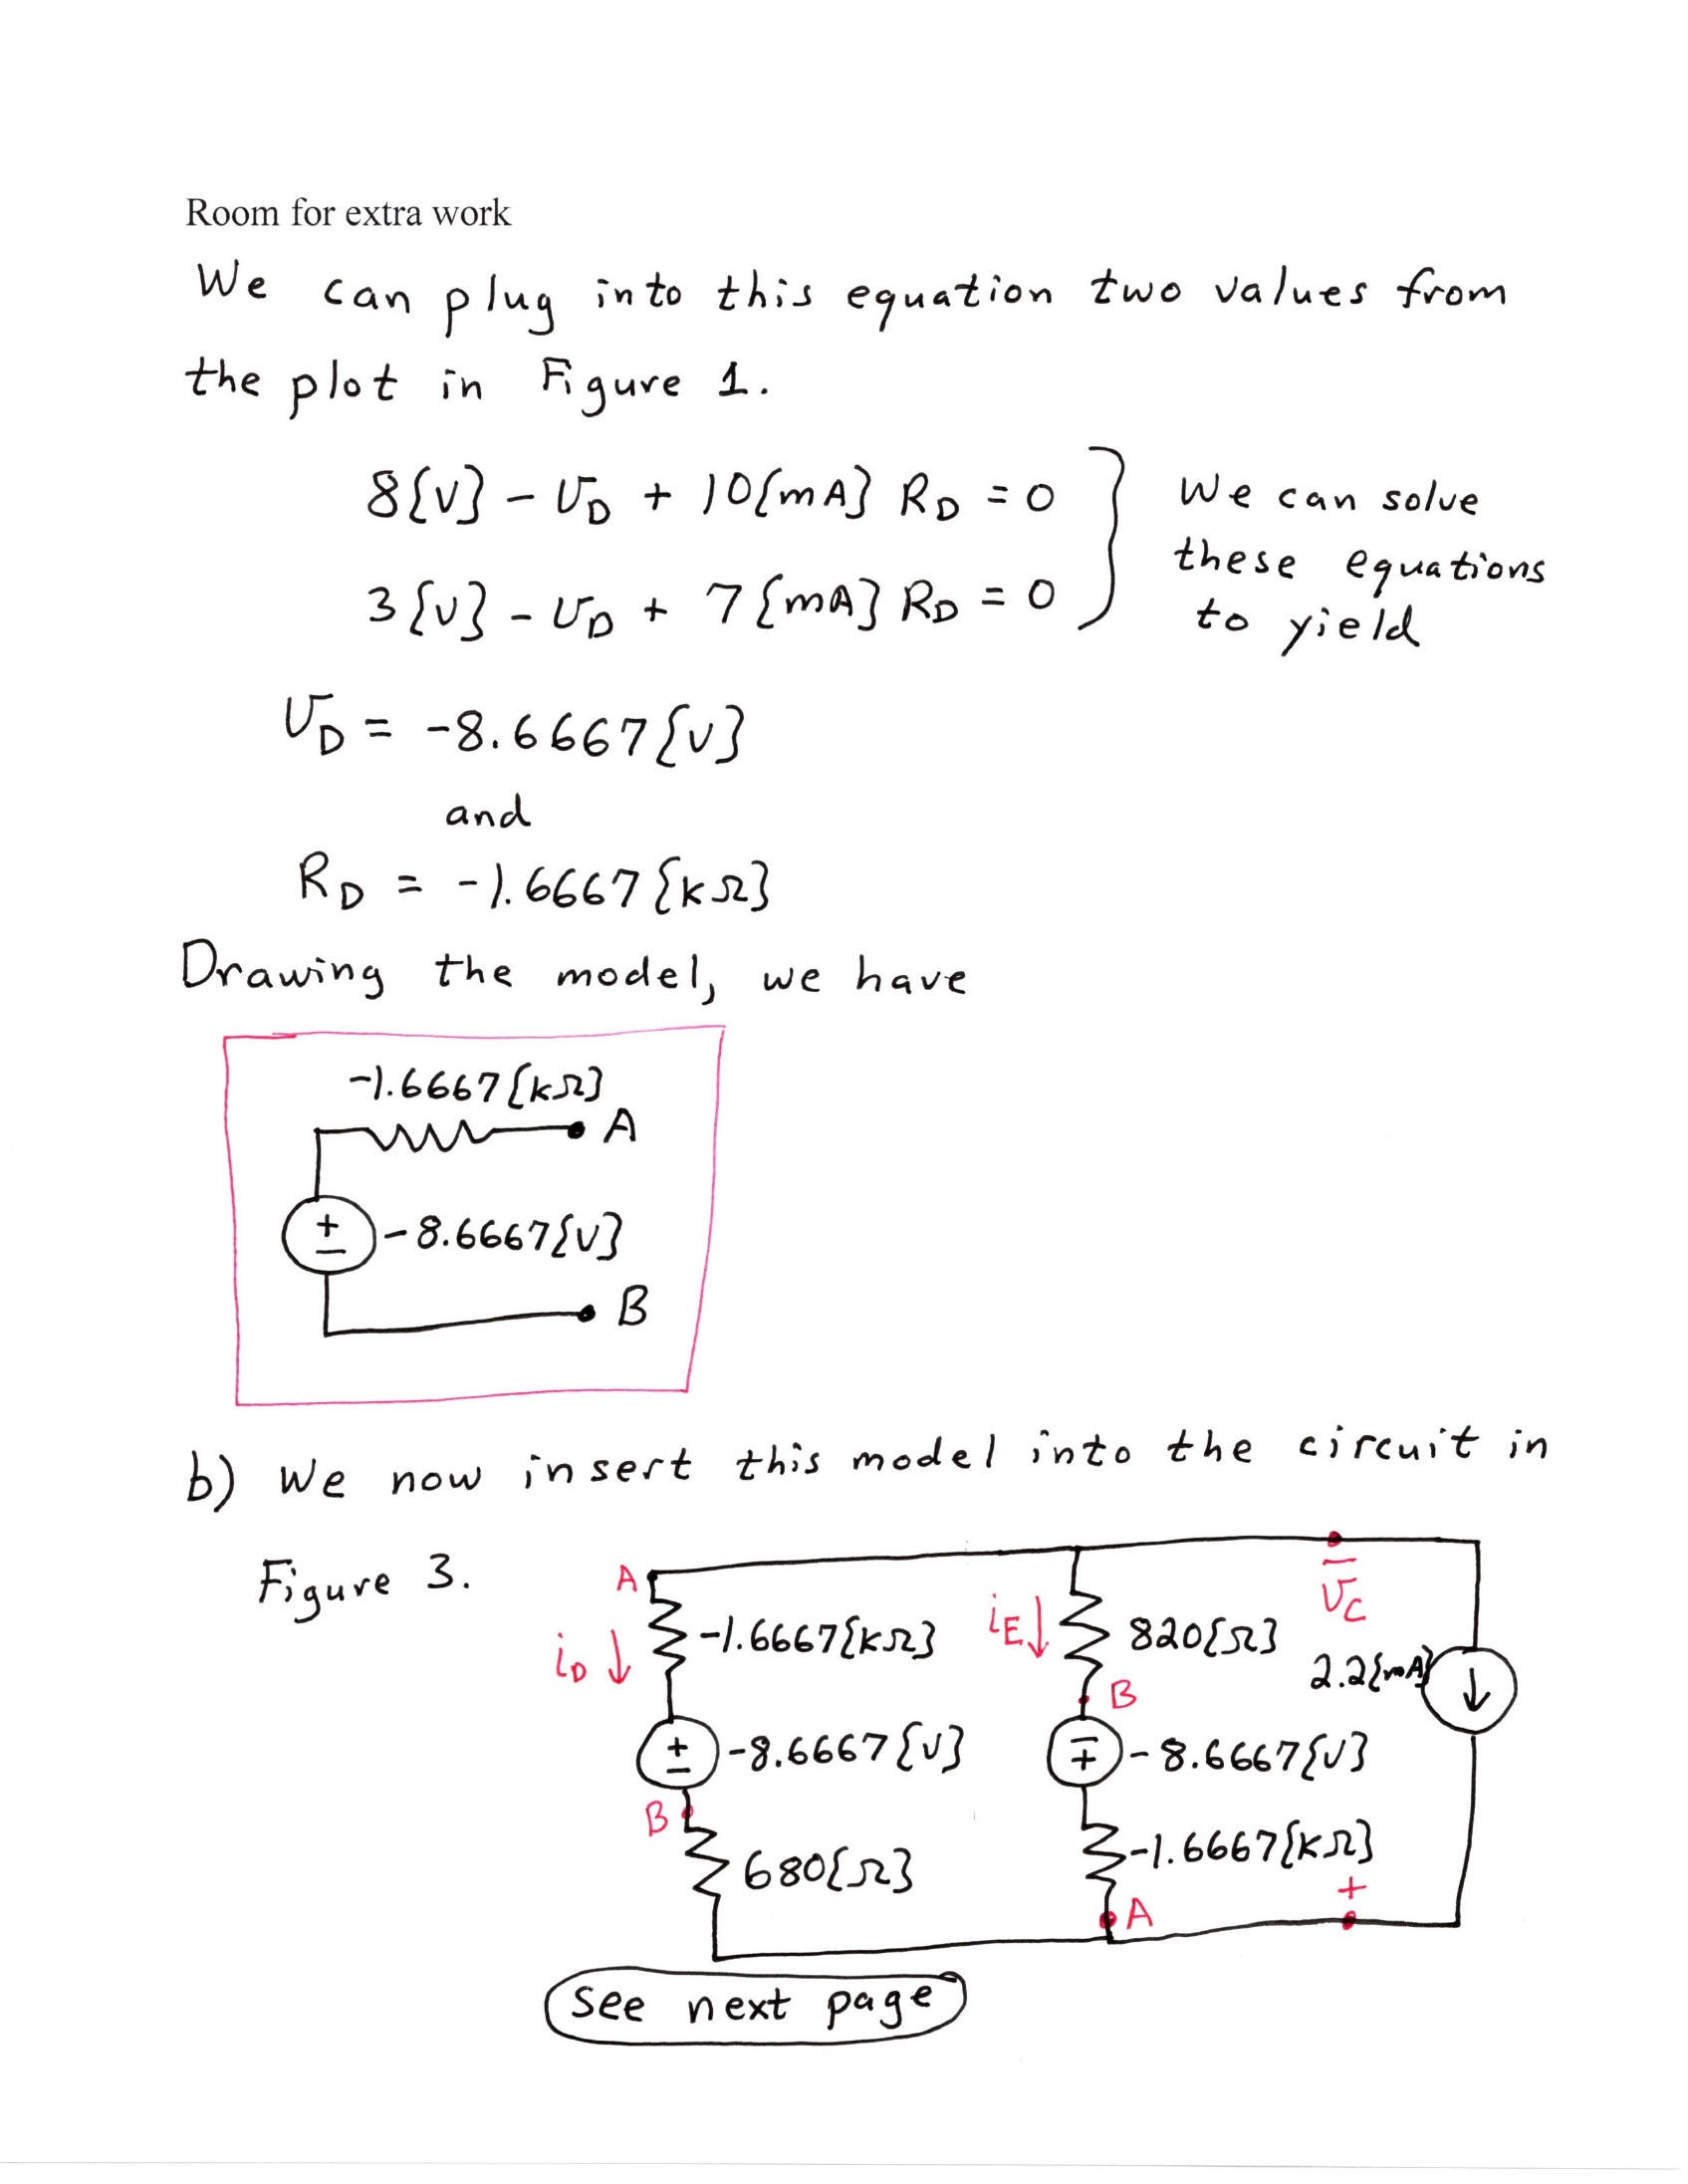 Room for extra work
We can plug into this equation two values from
the plot in Figure 1.
8{V} - v_D + 10{mA} R_D = 0
3{V} - v_D + 7{mA} R_D = 0
We can solve
these equations
to yield
v_D = -8.6667{V}
and
R_D = -1.6667{kΩ}
Drawing the model, we have
-1.6667{kΩ}
A
+
-
-8.6667{V}
B
b) We now insert this model into the circuit in
Figure 3.
A
-
v_C
i_D ↓
-1.6667{kΩ}
i_E ↓
820{Ω}
2.2{mA}
↓
B
+
-
-8.6667{V}
-
+
-8.6667{V}
B
680{Ω}
-1.6667{kΩ}
+
A
See next page